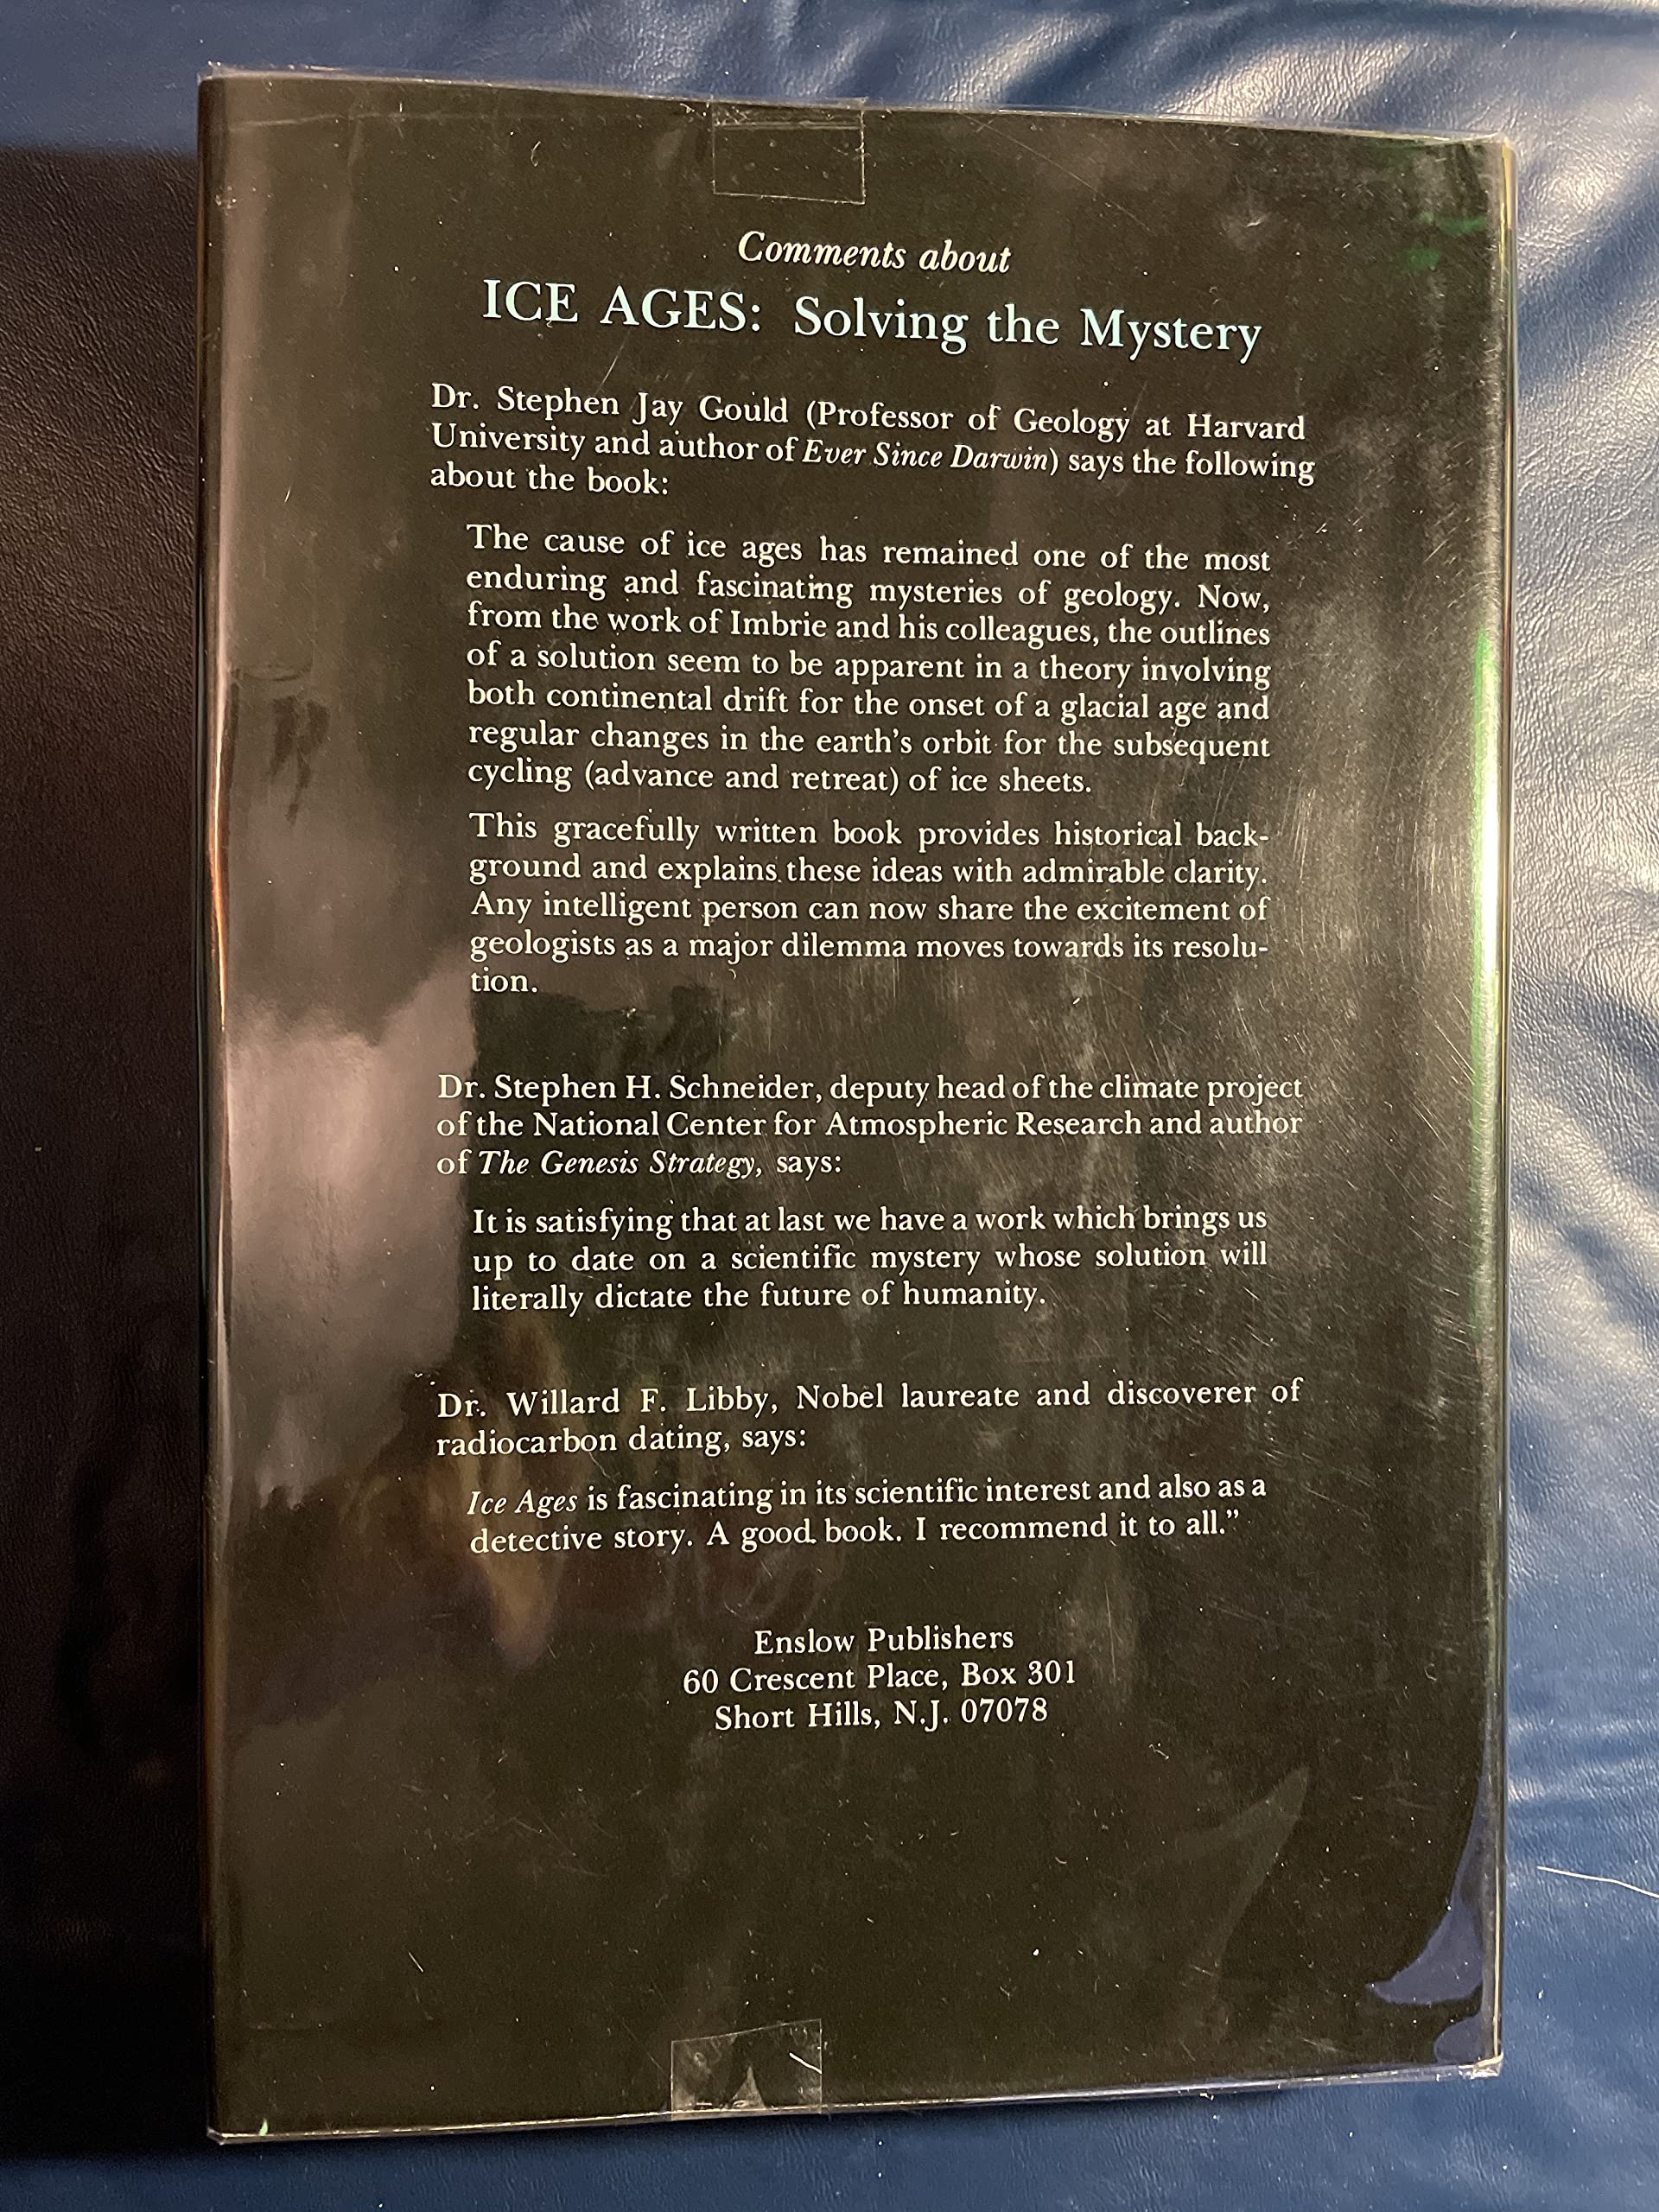 Comments about
ICE AGES: Solving the Mystery
Dr. Stephen Jay Gould (Professor of Geology at Harvard
University and author of Ever Since Darwin) says the following
about the book:
The cause of ice ages has remained one of the most
enduring and fascinating mysteries of geology. Now,
from the work of Imbrie and his colleagues, the outlines
of a solution seem to be apparent in a theory involving
both continental drift for the onset of a glacial age and
regular changes in the earth's orbit for the subsequent
cycling (advance and retreat) of ice sheets.
This gracefully written book provides historical back-
ground and explains these ideas with admirable clarity.
Any intelligent person can now share the excitement of
geologists as a major dilemma moves towards its resolu-
tion.
Dr. Stephen H. Schneider, deputy head of the climate project
of the National Center for Atmospheric Research and author
of The Genesis Strategy, says:
It is satisfying that at last we have a work which brings us
up to date on a scientific mystery whose solution will
literally dictate the future of humanity.
Dr. Willard F. Libby, Nobel laureate and discoverer of
radiocarbon dating, says:
Ice Ages is fascinating in its scientific interest and also as a
detective story. A good book. I recommend it to all.”
Enslow Publishers
60 Crescent Place, Box 301
Short Hills, N.J. 07078